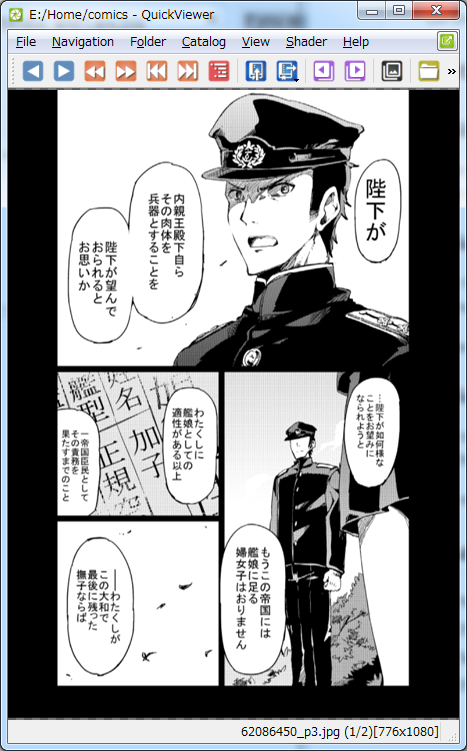 E:/Home/comics - QuickViewer
File Navigation Folder Catalog View Shader Help
»
陛下が
内親王殿下自ら
その肉体を
兵器とすることを
陛下が望んで
おられると
お思いか
…陛下が如何様な
ことをお望みに
なられようと
もうこの帝国には
艦娘に足る
婦女子はおりません
わたくしに
艦娘としての
適性がある以上
一帝国臣民として
その責務を
果たすまでのこと
姓名
艦型
加子
正規
──わたくしが
この大和で
最後に残った
撫子ならば
62086450_p3.jpg (1/2)[776x1080]